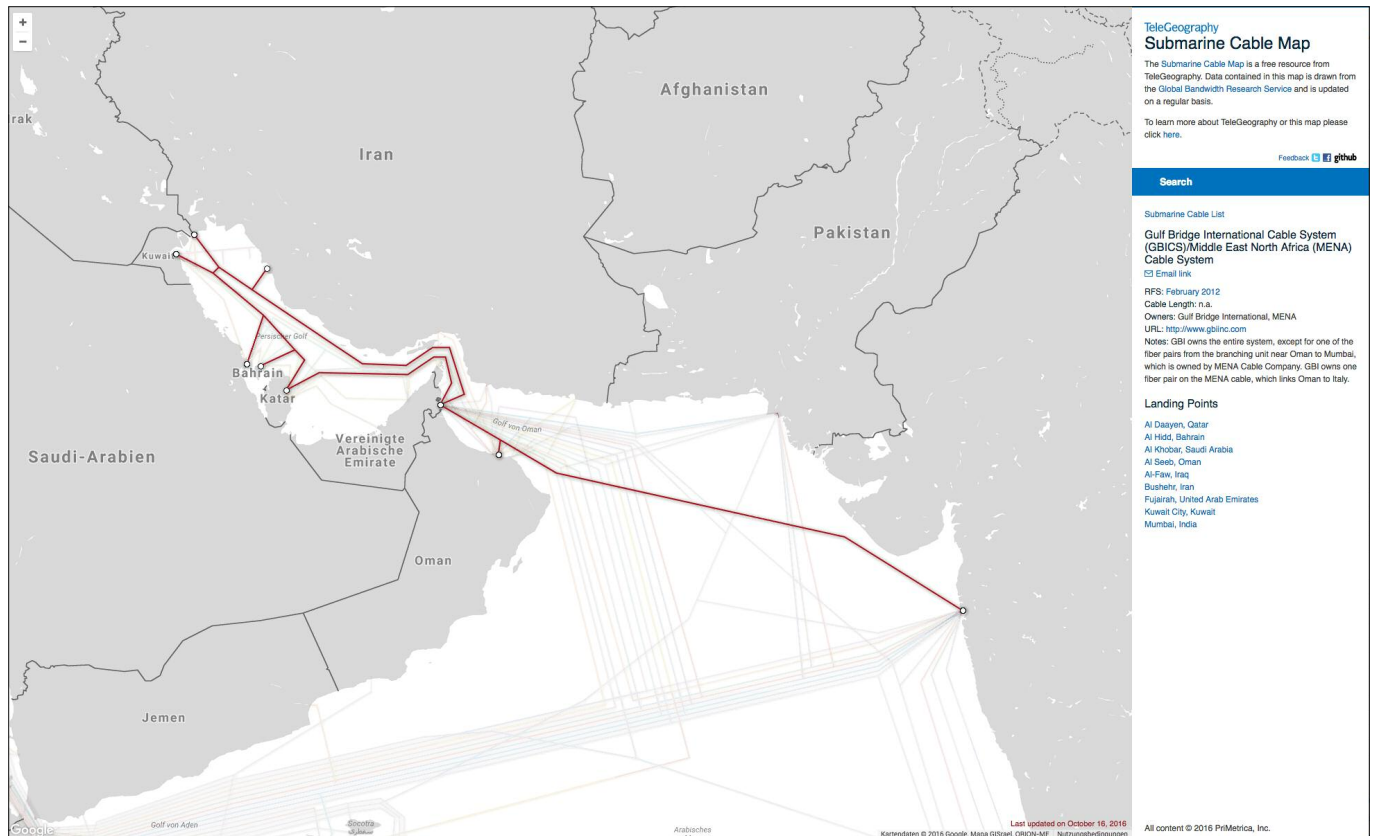 +
−
Afghanistan
rak
Iran
Pakistan
Kuwait
Persischer Golf
Bahrain
Katar
Golf von Oman
Vereinigte
Arabische
Emirate
Saudi-Arabien
Oman
Jemen
Golf von Aden
Socotra
سقطرى
Arabisches
Google
Last updated on October 16, 2016
Kartendaten © 2016 Google, Mapa GISrael, ORION-ME
Nutzungsbedingungen
TeleGeography
Submarine Cable Map
The Submarine Cable Map is a free resource from
TeleGeography. Data contained in this map is drawn from
the Global Bandwidth Research Service and is updated
on a regular basis.
To learn more about TeleGeography or this map please
click here.
Feedback github
Search
Submarine Cable List
Gulf Bridge International Cable System
(GBICS)/Middle East North Africa (MENA)
Cable System
Email link
RFS: February 2012
Cable Length: n.a.
Owners: Gulf Bridge International, MENA
URL: http://www.gbiinc.com
Notes: GBI owns the entire system, except for one of the
fiber pairs from the branching unit near Oman to Mumbai,
which is owned by MENA Cable Company. GBI owns one
fiber pair on the MENA cable, which links Oman to Italy.
Landing Points
Al Daayen, Qatar
Al Hidd, Bahrain
Al Khobar, Saudi Arabia
Al Seeb, Oman
Al-Faw, Iraq
Bushehr, Iran
Fujairah, United Arab Emirates
Kuwait City, Kuwait
Mumbai, India
All content © 2016 PriMetrica, Inc.